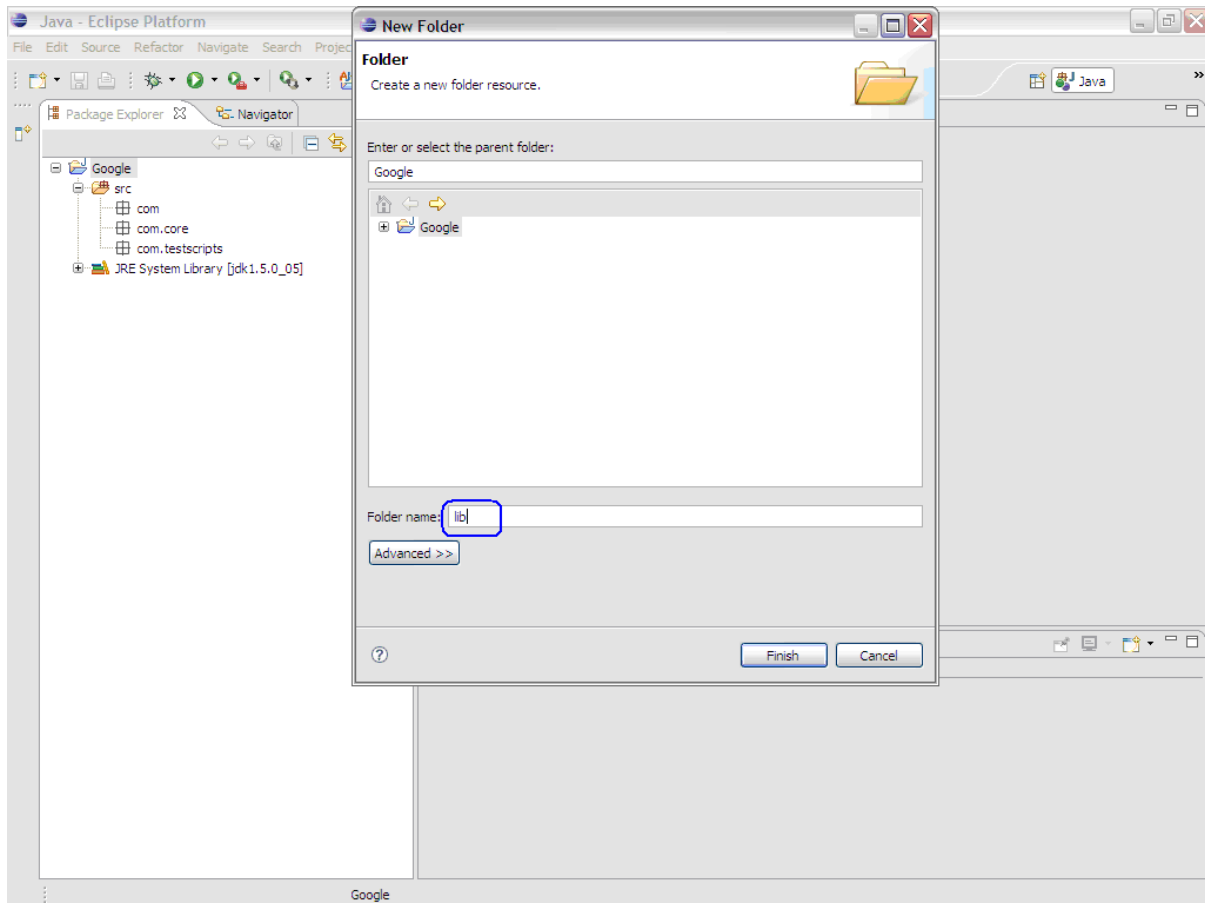 Java - Eclipse Platform
File Edit Source Refactor Navigate Search Projec
Java
»
Package Explorer
Navigator
Google
src
com
com.core
com.testscripts
JRE System Library [jdk1.5.0_05]
New Folder
Folder
Create a new folder resource.
Enter or select the parent folder:
Google
Google
Folder name: lib
Advanced >>
Finish Cancel
Google